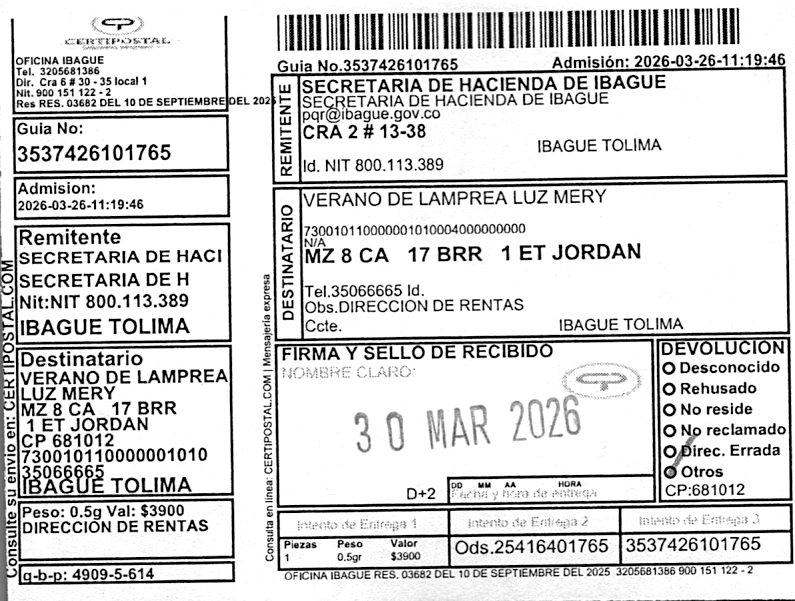 CERTIPOSTAL
OFICINA IBAGUE
Tel. 3205681386
Dir. Cra 6 # 30 - 35 local 1
Nit. 900 151 122 - 2
Res RES. 03682 DEL 10 DE SEPTIEMBRE DEL 2025
Guia No:
3537426101765
Admision:
2026-03-26-11:19:46
Remitente
SECRETARIA DE HACI
SECRETARIA DE H
Nit:NIT 800.113.389
IBAGUE TOLIMA
Destinatario
VERANO DE LAMPREA
LUZ MERY
MZ 8 CA 17 BRR
1 ET JORDAN
CP 681012
730010110000001010
35066665
IBAGUE TOLIMA
Peso: 0.5g Val: $3900
DIRECCION DE RENTAS
g-b-p: 4909-5-614
Consulte su envio en: CERTIPOSTAL.COM
Guia No.3537426101765 Admisión: 2026-03-26-11:19:46
REMITENTE
SECRETARIA DE HACIENDA DE IBAGUE
SECRETARIA DE HACIENDA DE IBAGUE
pqr@ibague.gov.co
CRA 2 # 13-38
IBAGUE TOLIMA
Id. NIT 800.113.389
DESTINATARIO
VERANO DE LAMPREA LUZ MERY
730010110000001010004000000000
N/A
MZ 8 CA 17 BRR 1 ET JORDAN
Tel.35066665 Id.
Obs.DIRECCION DE RENTAS
Ccte. IBAGUE TOLIMA
Consulta en linea: CERTIPOSTAL.COM | Mensajería expresa
FIRMA Y SELLO DE RECIBIDO
NOMBRE CLARO:
30 MAR 2026
D+2
DD MM AA HORA
Fecha y hora de entrega
DEVOLUCION
Desconocido
Rehusado
No reside
No reclamado
Direc. Errada
Otros
CP:681012
Intento de Entrega 1 Intento de Entrega 2 Intento de Entrega 3
Piezas Peso Valor
1 0.5gr $3900
Ods.25416401765 3537426101765
OFICINA IBAGUE RES. 03682 DEL 10 DE SEPTIEMBRE DEL 2025 3205681386 900 151 122 - 2